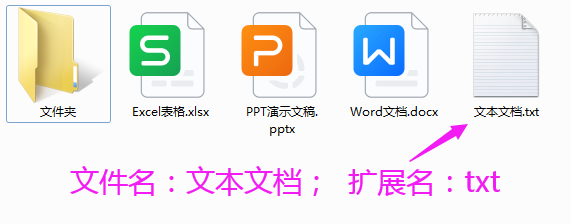 文件夹
Excel表格.xlsx
PPT演示文稿.
pptx
Word文档.docx
文本文档.txt
文件名：文本文档； 扩展名：txt